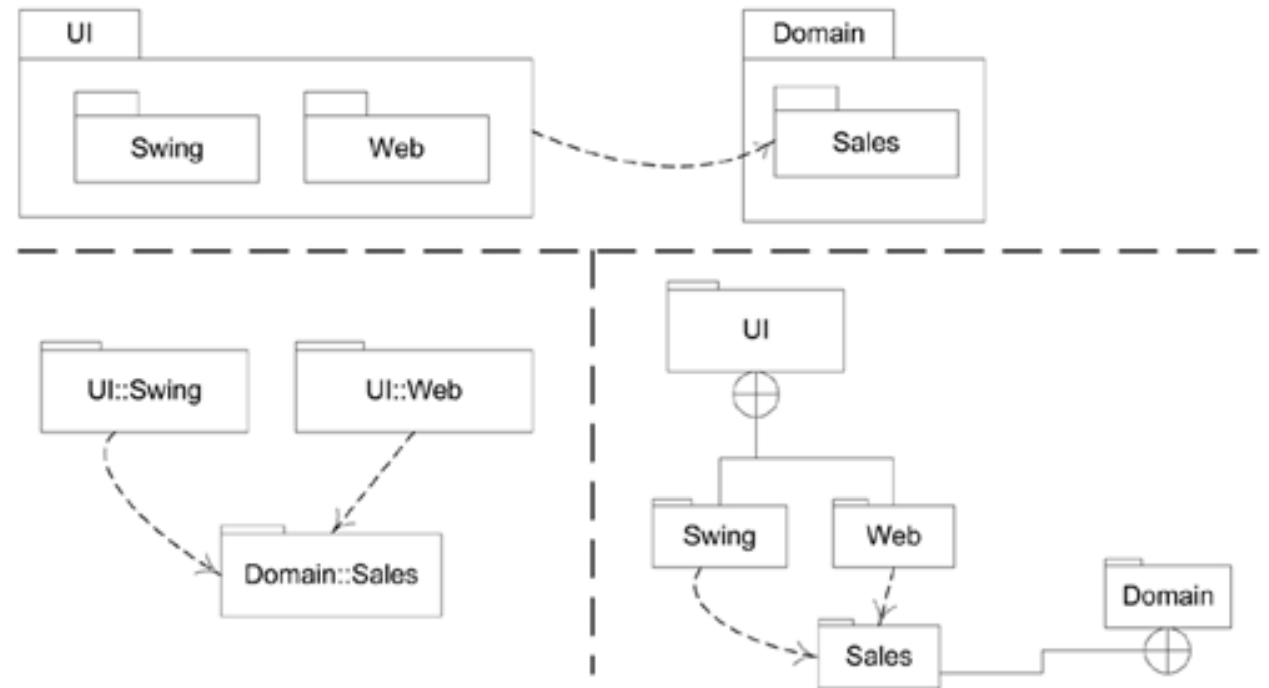 UI
Domain
Swing
Web
Sales
UI::Swing
UI::Web
Domain::Sales
UI
Swing
Web
Domain
Sales